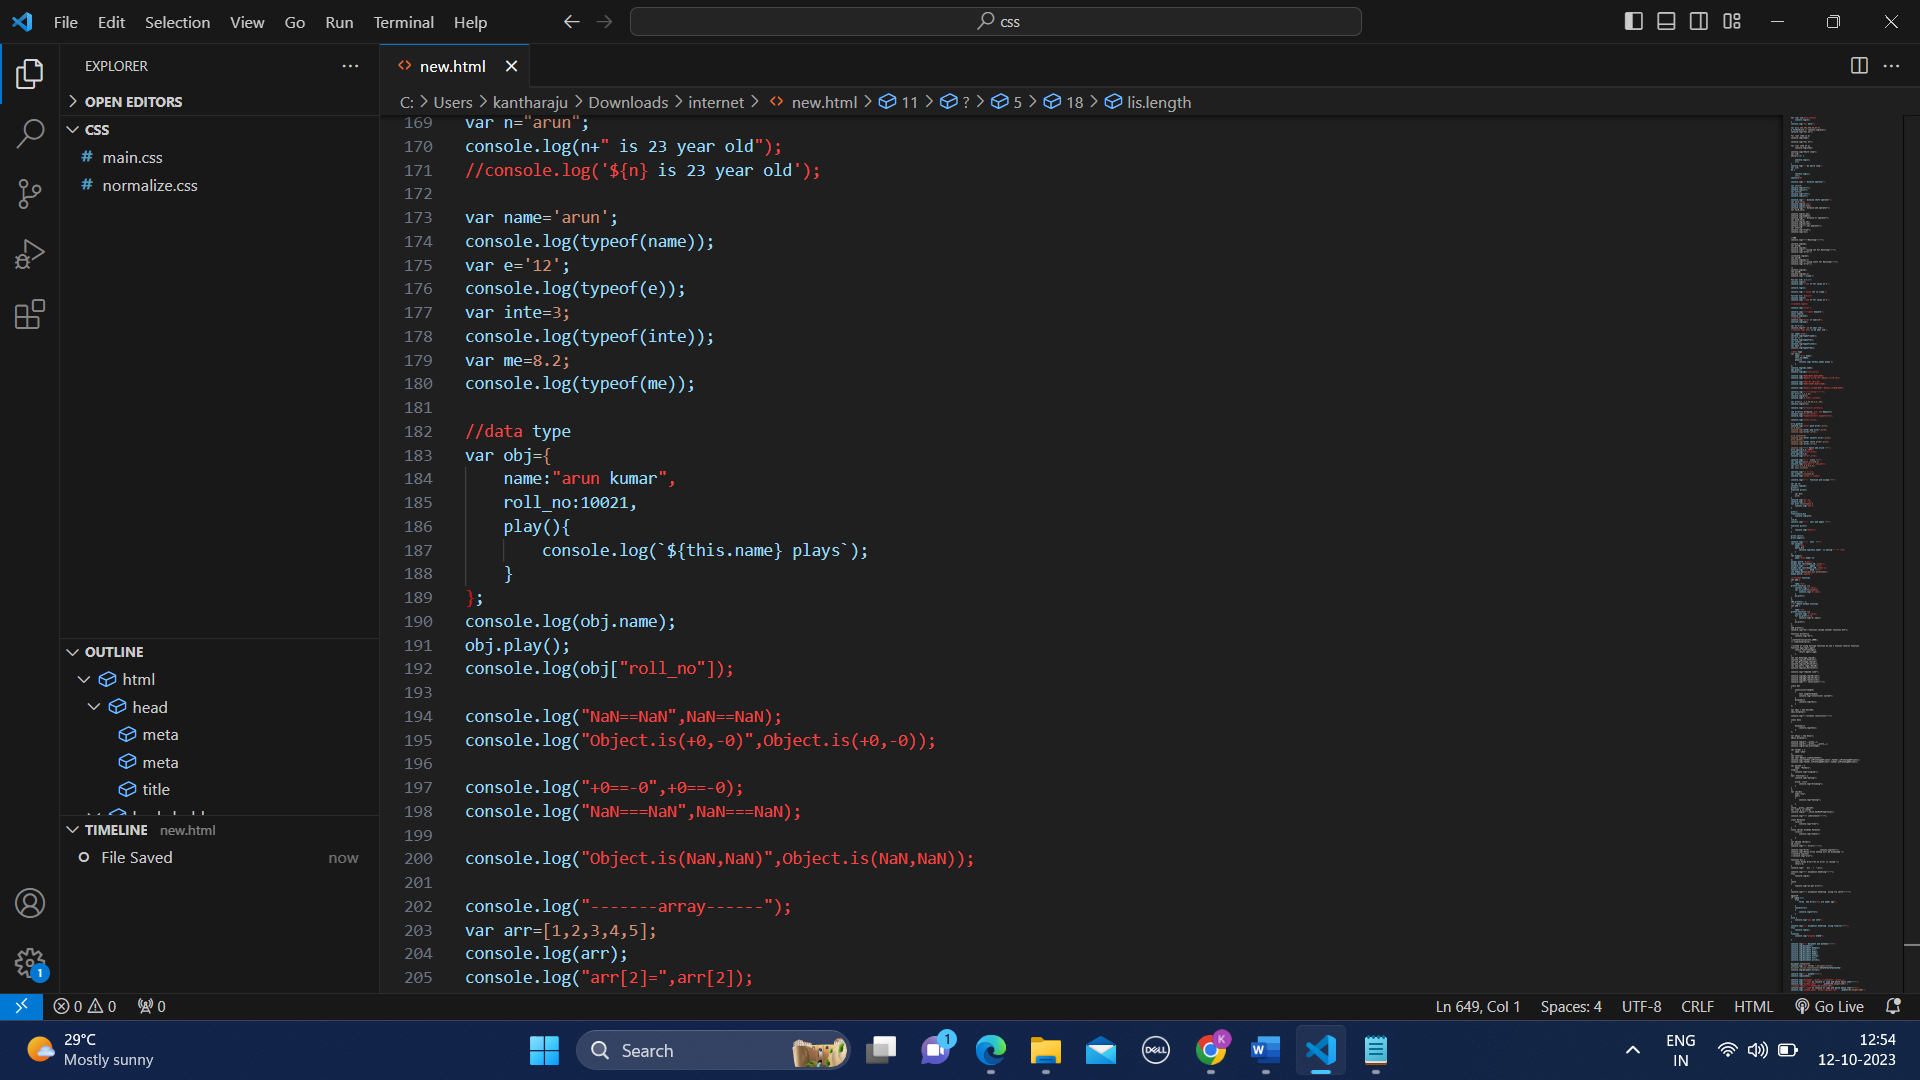 File Edit Selection View Go Run Terminal Help
css
EXPLORER
OPEN EDITORS
CSS
# main.css
# normalize.css
OUTLINE
html
head
meta
meta
title
TIMELINE new.html
File Saved now
new.html
C: > Users > kantharaju > Downloads > internet > new.html > 11 > ? > 5 > 18 > lis.length
169 var n="arun";
170 console.log(n+" is 23 year old");
171 //console.log('${n} is 23 year old');
172
173 var name='arun';
174 console.log(typeof(name));
175 var e='12';
176 console.log(typeof(e));
177 var inte=3;
178 console.log(typeof(inte));
179 var me=8.2;
180 console.log(typeof(me));
181
182 //data type
183 var obj={
184 name:"arun kumar",
185 roll_no:10021,
186 play(){
187 console.log(`${this.name} plays`);
188 }
189 };
190 console.log(obj.name);
191 obj.play();
192 console.log(obj["roll_no"]);
193
194 console.log("NaN==NaN",NaN==NaN);
195 console.log("Object.is(+0,-0)",Object.is(+0,-0));
196
197 console.log("+0==-0",+0==-0);
198 console.log("NaN===NaN",NaN===NaN);
199
200 console.log("Object.is(NaN,NaN)",Object.is(NaN,NaN));
201
202 console.log("-------array------");
203 var arr=[1,2,3,4,5];
204 console.log(arr);
205 console.log("arr[2]=",arr[2]);
1
0 0 0
Ln 649, Col 1 Spaces: 4 UTF-8 CRLF HTML Go Live
29°C
Mostly sunny
Search
1
DELL
K
W
ENG
IN
12:54
12-10-2023